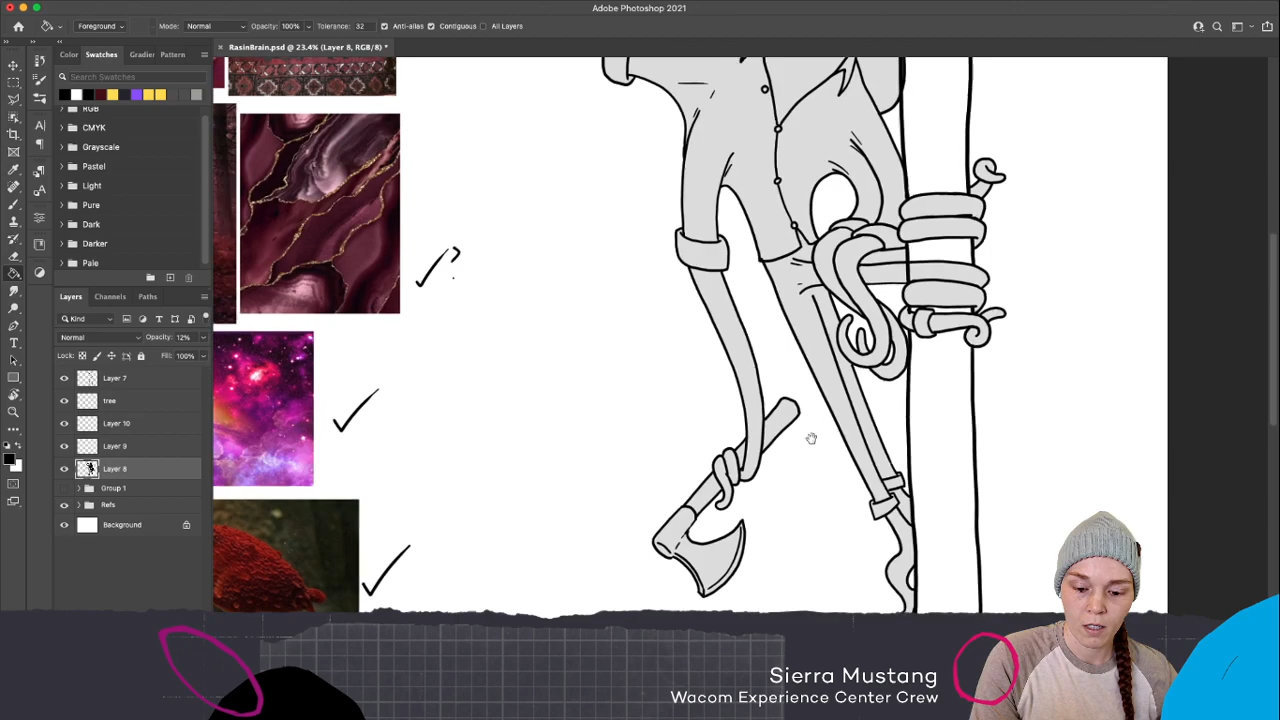 Adobe Photoshop 2021
Foreground
Mode: Normal
Opacity: 100%
Tolerance: 32
Anti-alias
Contiguous
All Layers
RasinBrain.psd @ 23.4% (Layer 8, RGB/8) *
Color
Swatches
Gradier
Pattern
Search Swatches
RGB
CMYK
Grayscale
Pastel
Light
Pure
Dark
Darker
Pale
Layers
Channels
Paths
Kind
Normal
Opacity: 12%
Lock:
Fill: 100%
Layer 7
tree
Layer 10
Layer 9
Layer 8
Group 1
Refs
Background
?
Sierra Mustang
Wacom Experience Center Crew